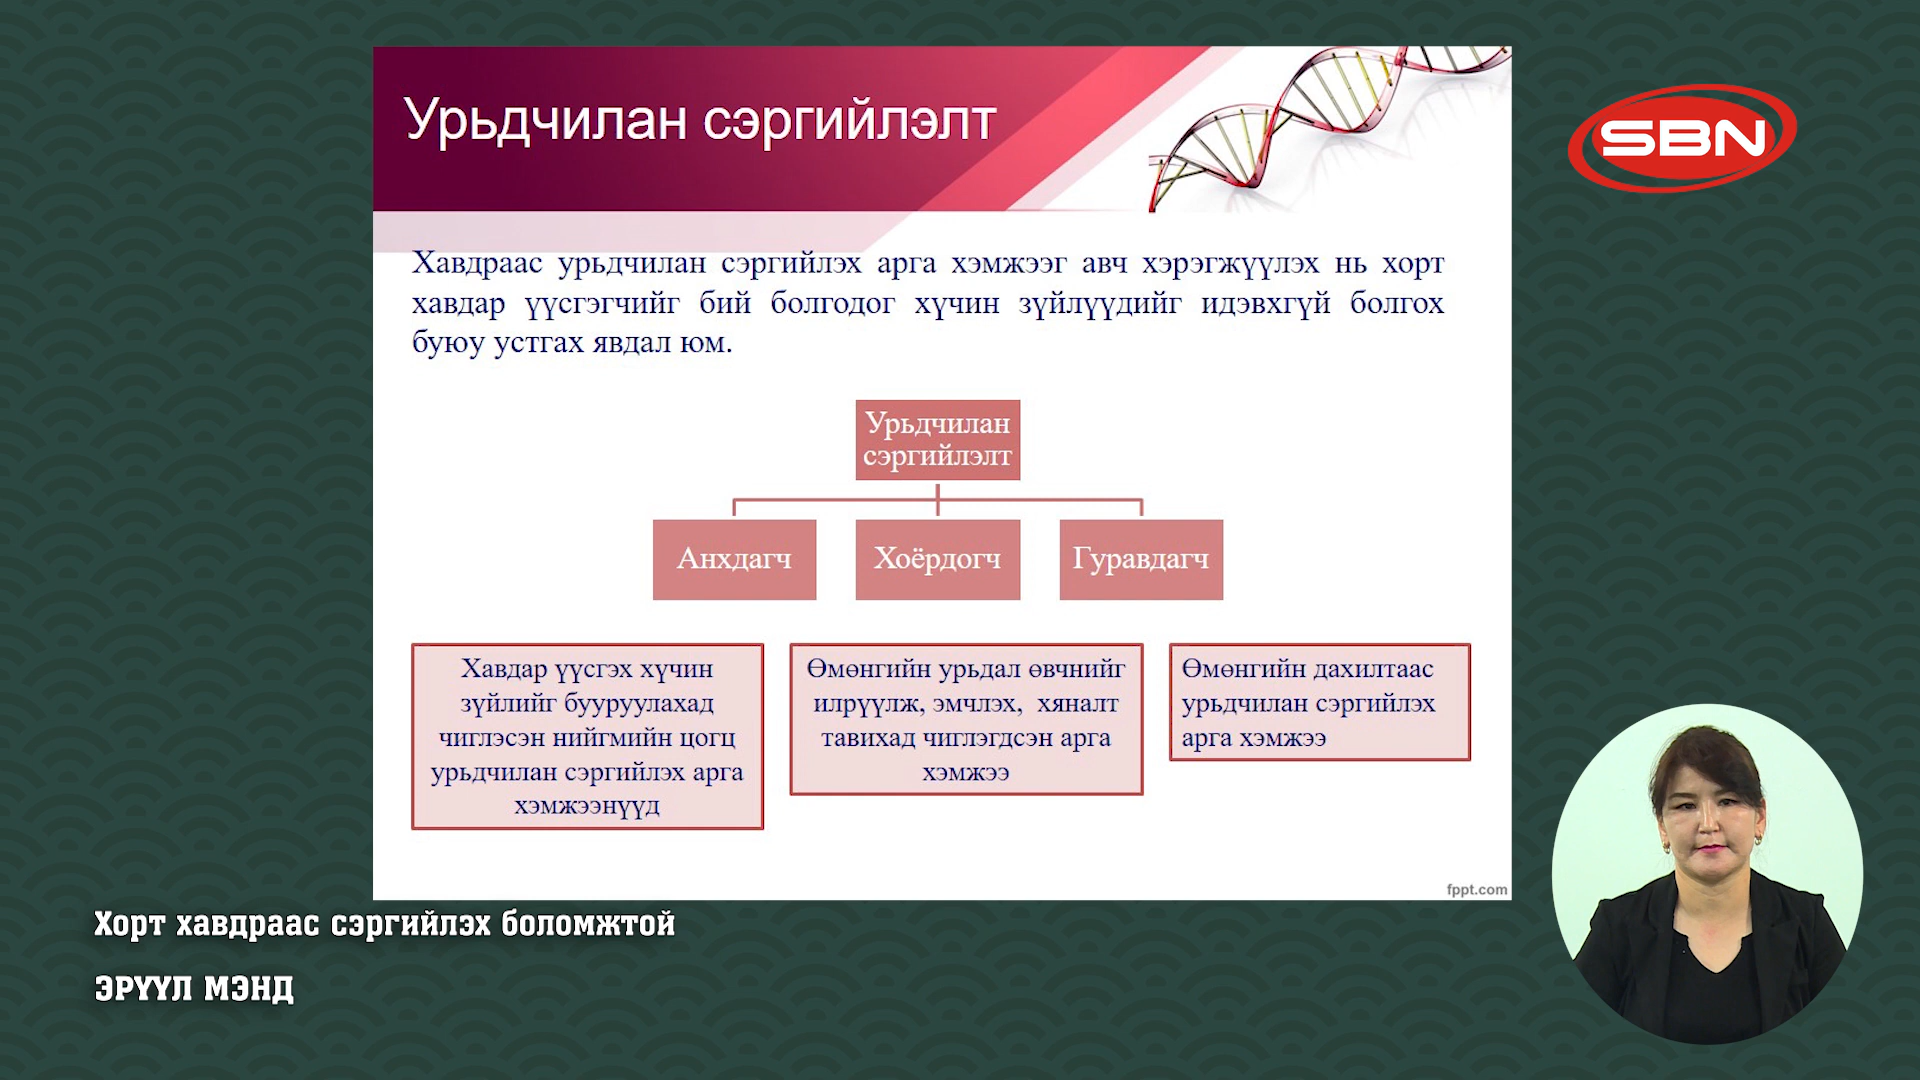 Урьдчилан сэргийлэлт
SBN
Хавдраас урьдчилан сэргийлэх арга хэмжээг авч хэрэгжүүлэх нь хорт
хавдар үүсгэгчийг бий болгодог хүчин зүйлүүдийг идэвхгүй болгох
буюу устгах явдал юм.
Урьдчилан
сэргийлэлт
Анхдагч
Хоёрдогч
Гуравдагч
Хавдар үүсгэх хүчин
зүйлийг бууруулахад
чиглэсэн нийгмийн цогц
урьдчилан сэргийлэх арга
хэмжээнүүд
Өмөнгийн урьдал өвчнийг
илрүүлж, эмчлэх, хяналт
тавихад чиглэгдсэн арга
хэмжээ
Өмөнгийн дахилтаас
урьдчилан сэргийлэх
арга хэмжээ
fppt.com
Хорт хавдраас сэргийлэх боломжтой
ЭРҮҮЛ МЭНД